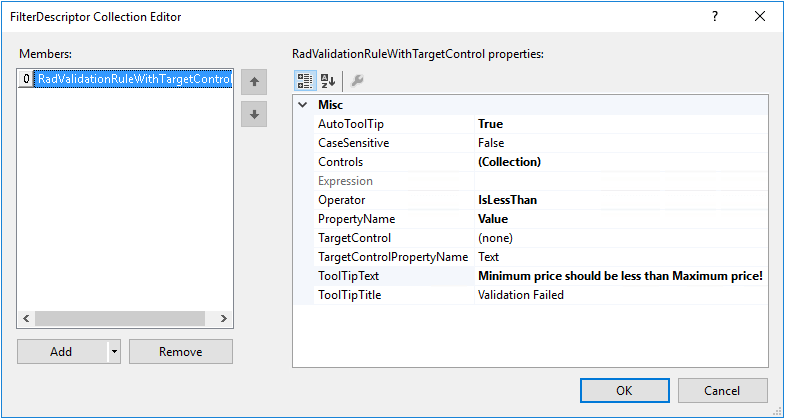 FilterDescriptor Collection Editor
?
Members:
0 RadValidationRuleWithTargetControl
Add
Remove
RadValidationRuleWithTargetControl properties:
Misc
AutoToolTip True
CaseSensitive False
Controls (Collection)
Expression
Operator IsLessThan
PropertyName Value
TargetControl (none)
TargetControlPropertyName Text
ToolTipText Minimum price should be less than Maximum price!
ToolTipTitle Validation Failed
OK
Cancel